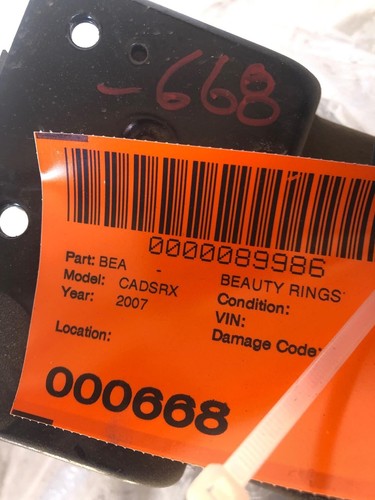 -668
0000089986
Part: BEA - BEAUTY RINGS
Model: CADSRX Condition:
Year: 2007 VIN:
Location: Damage Code:
000668